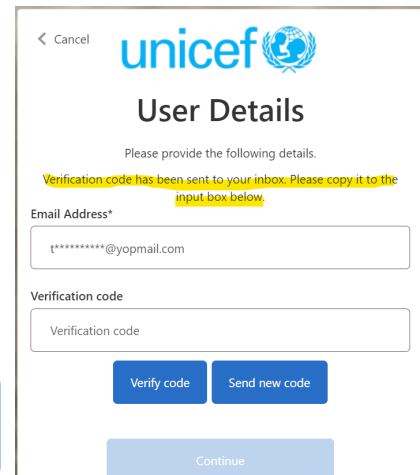 Cancel
unicef
User Details
Please provide the following details.
Verification code has been sent to your inbox. Please copy it to the
input box below.
Email Address*
t**********@yopmail.com
Verification code
Verification code
Verify code Send new code
Continue